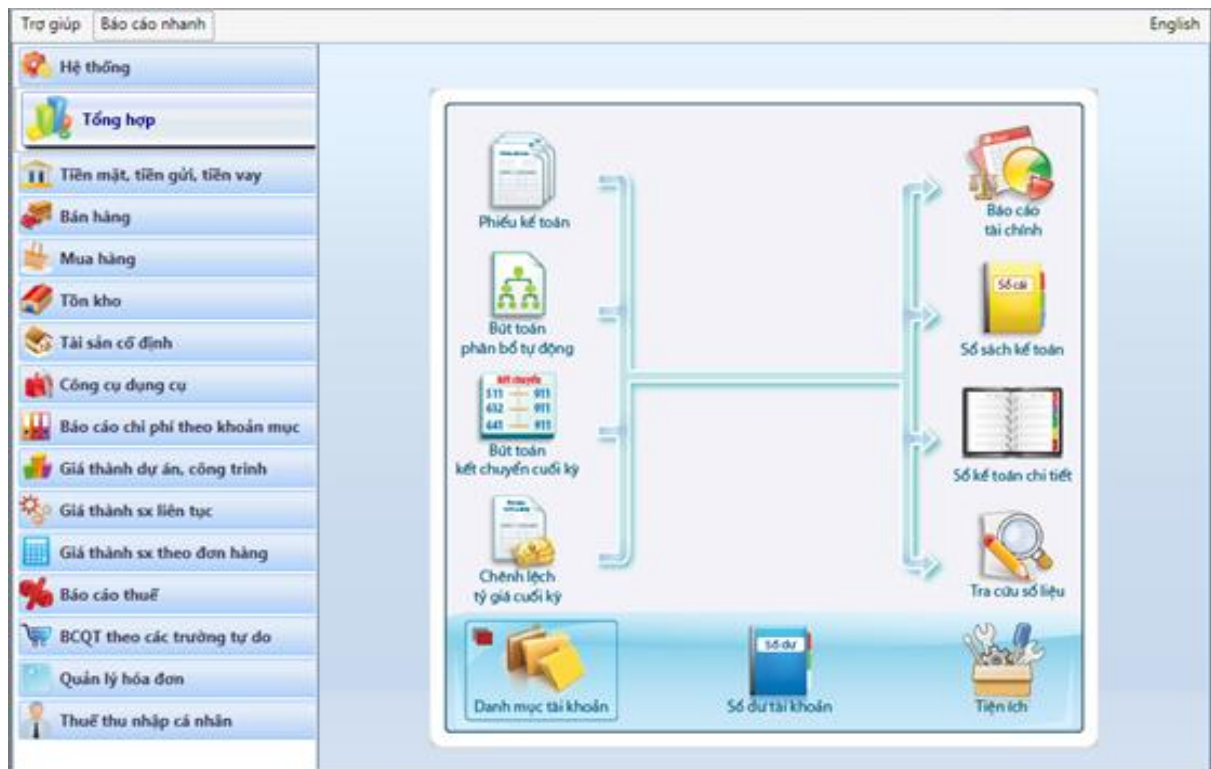 Trợ giúp
Báo cáo nhanh
English
Hệ thống
Tổng hợp
Tiền mặt, tiền gửi, tiền vay
Bán hàng
Mua hàng
Tồn kho
Tài sản cố định
Công cụ dụng cụ
Báo cáo chi phí theo khoản mục
Giá thành dự án, công trình
Giá thành sx liên tục
Giá thành sx theo đơn hàng
Báo cáo thuế
BCQT theo các trường tự do
Quản lý hóa đơn
Thuế thu nhập cá nhân
Phiếu kế toán
Bút toán
phân bổ tự động
Kết chuyển
511 911
632 911
641 911
Bút toán
kết chuyển cuối kỳ
Chênh lệch
tỷ giá cuối kỳ
Báo cáo
tài chính
Sổ cái
Sổ sách kế toán
Sổ kế toán chi tiết
Tra cứu số liệu
Danh mục tài khoản
Số dư
Số dư tài khoản
Tiện ích